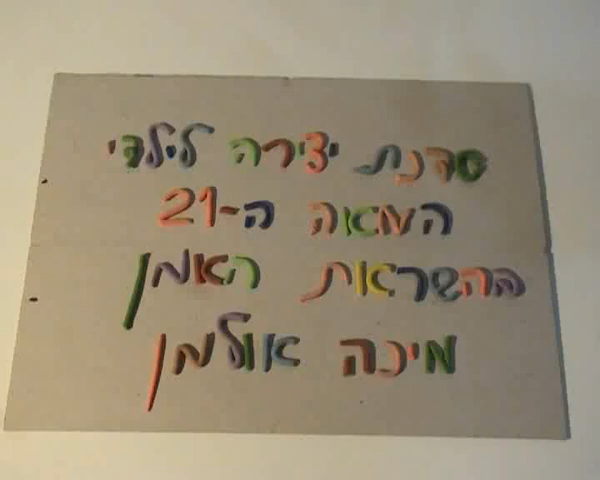 סדנת יצירה לילדי
המאה ה-21
בהשראת האמן
מיכה אולמן